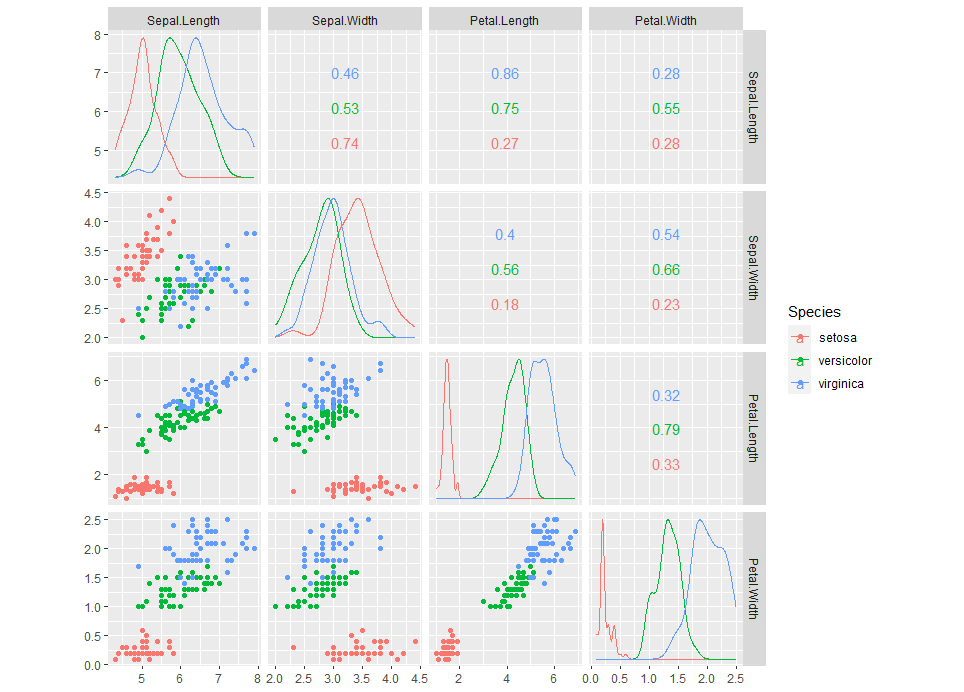 Sepal.Length Sepal.Width Petal.Length Petal.Width
8
7
6
5
0.46 0.86 0.28
0.53 0.75 0.55
0.74 0.27 0.28
Sepal.Length
4.5
4.0
3.5
3.0
2.5
2.0
0.4 0.54
0.56 0.66
0.18 0.23
Sepal.Width
Species
a setosa
a versicolor
a virginica
6
4
2
0.32
0.79
0.33
Petal.Length
2.5
2.0
1.5
1.0
0.5
0.0
Petal.Width
5 6 7 8 2.0 2.5 3.0 3.5 4.0 4.5 2 4 6 0.0 0.5 1.0 1.5 2.0 2.5